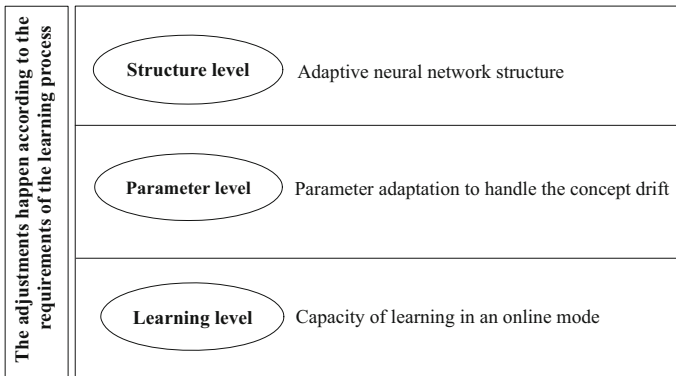 The adjustments happen according to the
requirements of the learning process
Structure level
Adaptive neural network structure
Parameter level
Parameter adaptation to handle the concept drift
Learning level
Capacity of learning in an online mode